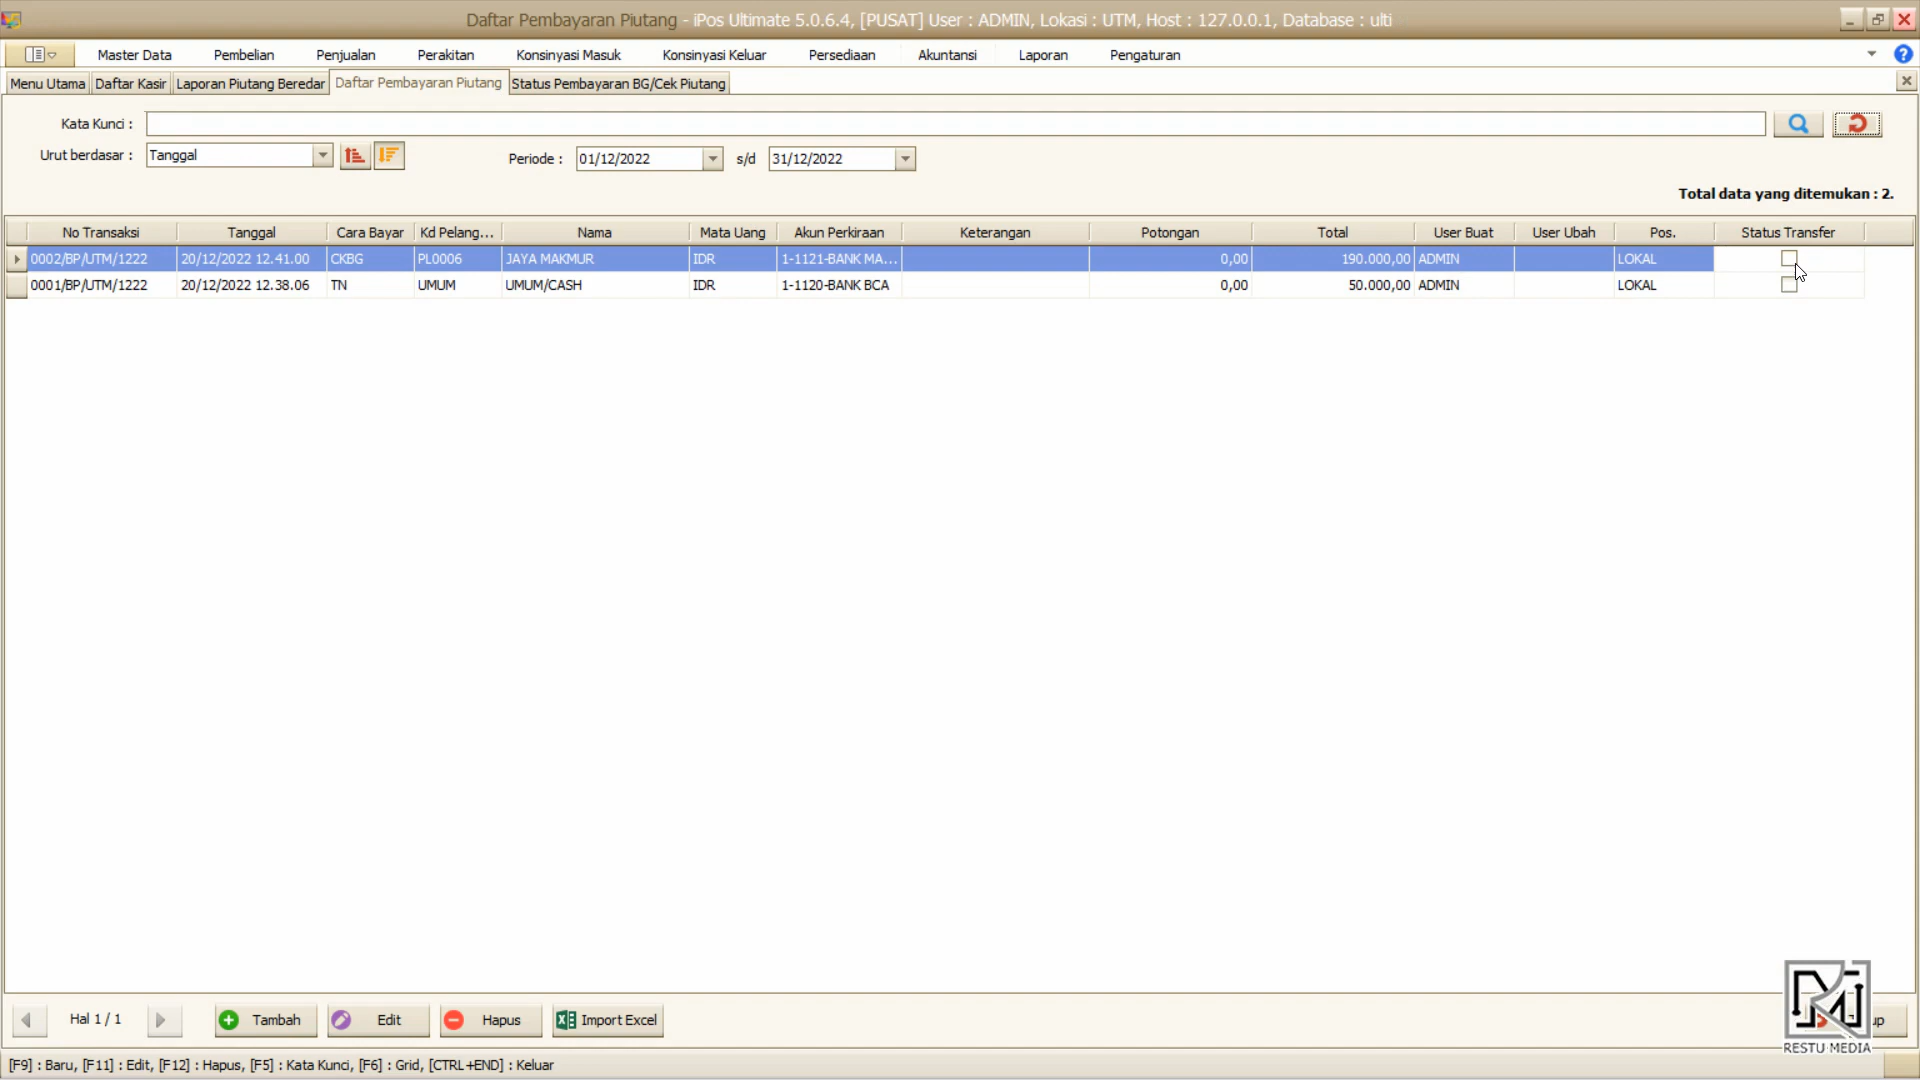 Daftar Pembayaran Piutang - iPos Ultimate 5.0.6.4, [PUSAT] User : ADMIN, Lokasi : UTM, Host : 127.0.0.1, Database : ulti
Master Data Pembelian Penjualan Perakitan Konsinyasi Masuk Konsinyasi Keluar Persediaan Akuntansi Laporan Pengaturan
Menu Utama Daftar Kasir Laporan Piutang Beredar Daftar Pembayaran Piutang Status Pembayaran BG/Cek Piutang
Kata Kunci :
Urut berdasar : Tanggal Periode : 01/12/2022 s/d 31/12/2022
Total data yang ditemukan : 2.
No Transaksi Tanggal Cara Bayar Kd Pelang... Nama Mata Uang Akun Perkiraan Keterangan Potongan Total User Buat User Ubah Pos. Status Transfer
0002/BP/UTM/1222 20/12/2022 12.41.00 CKBG PL0006 JAYA MAKMUR IDR 1-1121-BANK MA... 0,00 190.000,00 ADMIN LOKAL
0001/BP/UTM/1222 20/12/2022 12.38.06 TN UMUM UMUM/CASH IDR 1-1120-BANK BCA 0,00 50.000,00 ADMIN LOKAL
Hal 1 / 1 Tambah Edit Hapus Import Excel
RESTU MEDIA
[F9] : Baru, [F11] : Edit, [F12] : Hapus, [F5] : Kata Kunci, [F6] : Grid, [CTRL+END] : Keluar